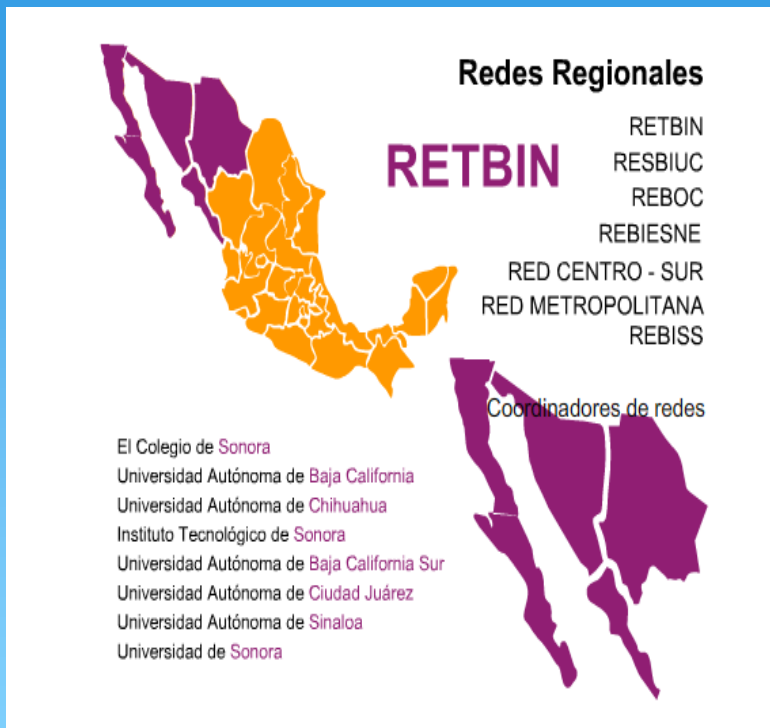 Redes Regionales
RETBIN
RETBIN
RESBIUC
REBOC
REBIESNE
RED CENTRO - SUR
RED METROPOLITANA
REBISS
Coordinadores de redes
El Colegio de Sonora
Universidad Autónoma de Baja California
Universidad Autónoma de Chihuahua
Instituto Tecnológico de Sonora
Universidad Autónoma de Baja California Sur
Universidad Autónoma de Ciudad Juárez
Universidad Autónoma de Sinaloa
Universidad de Sonora